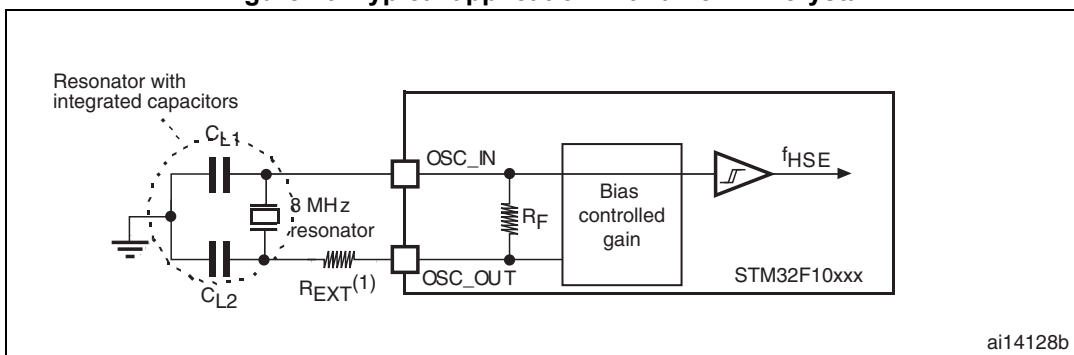 Resonator with
integrated capacitors
CL1
OSC_IN
fHSE
8 MHz
resonator
RF
Bias
controlled
gain
REXT(1)
OSC_OUT
STM32F10xxx
CL2
ai14128b